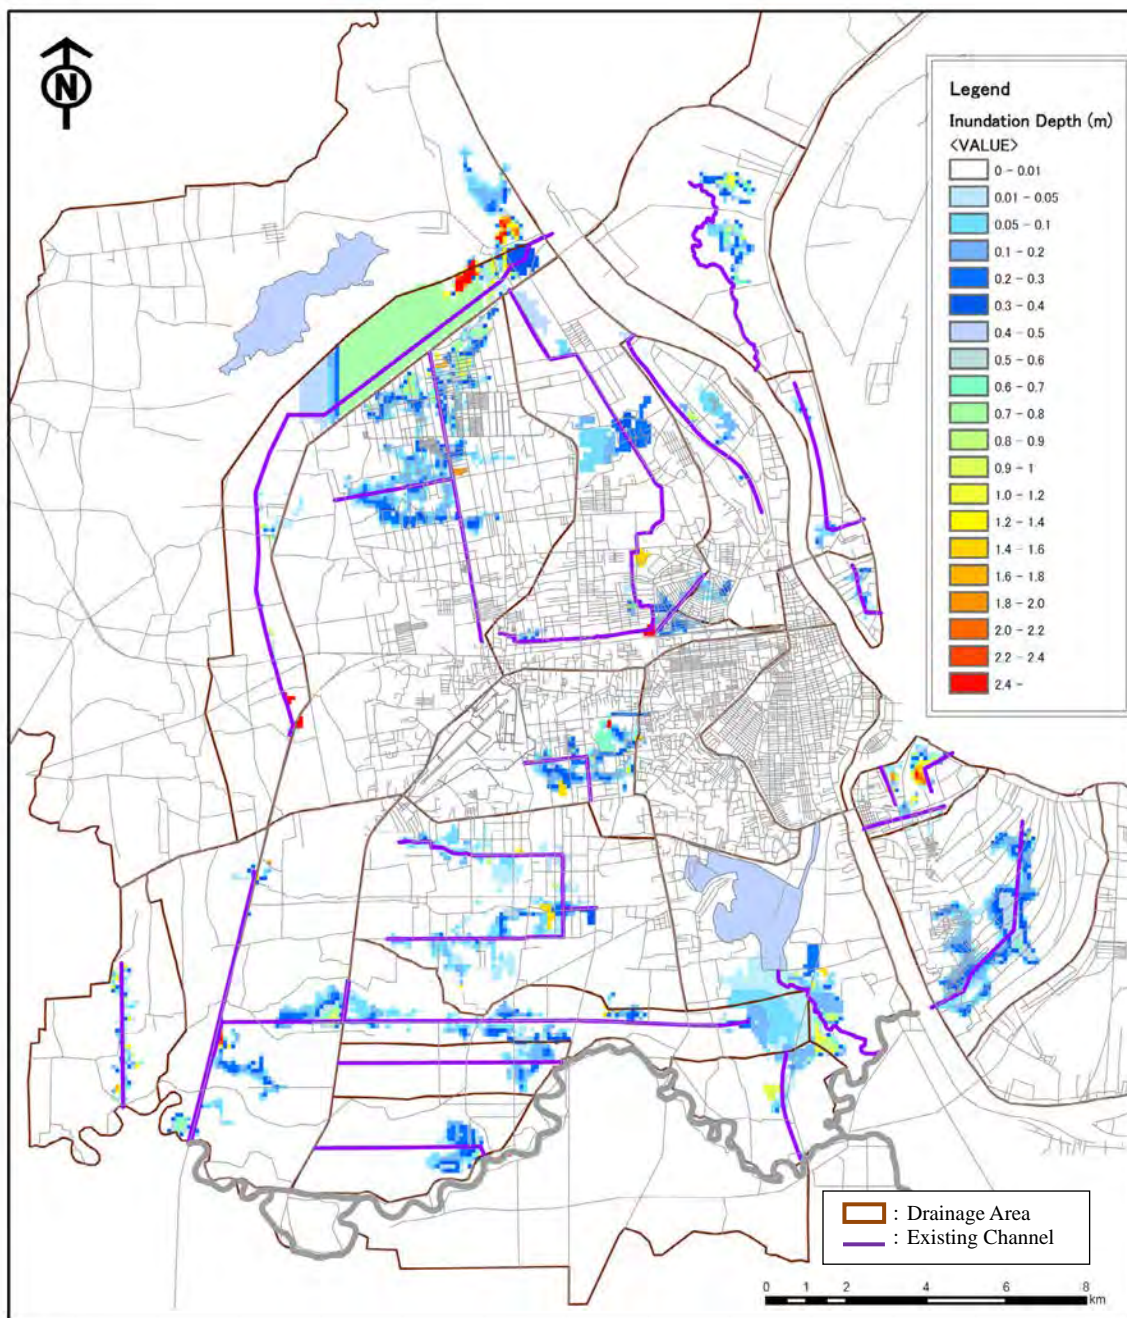 N
Legend
Inundation Depth (m)
<VALUE>
0 - 0.01
0.01 - 0.05
0.05 - 0.1
0.1 - 0.2
0.2 - 0.3
0.3 - 0.4
0.4 - 0.5
0.5 - 0.6
0.6 - 0.7
0.7 - 0.8
0.8 - 0.9
0.9 - 1
1.0 - 1.2
1.2 - 1.4
1.4 - 1.6
1.6 - 1.8
1.8 - 2.0
2.0 - 2.2
2.2 - 2.4
2.4 -
: Drainage Area
: Existing Channel
0 1 2 4 6 8
km